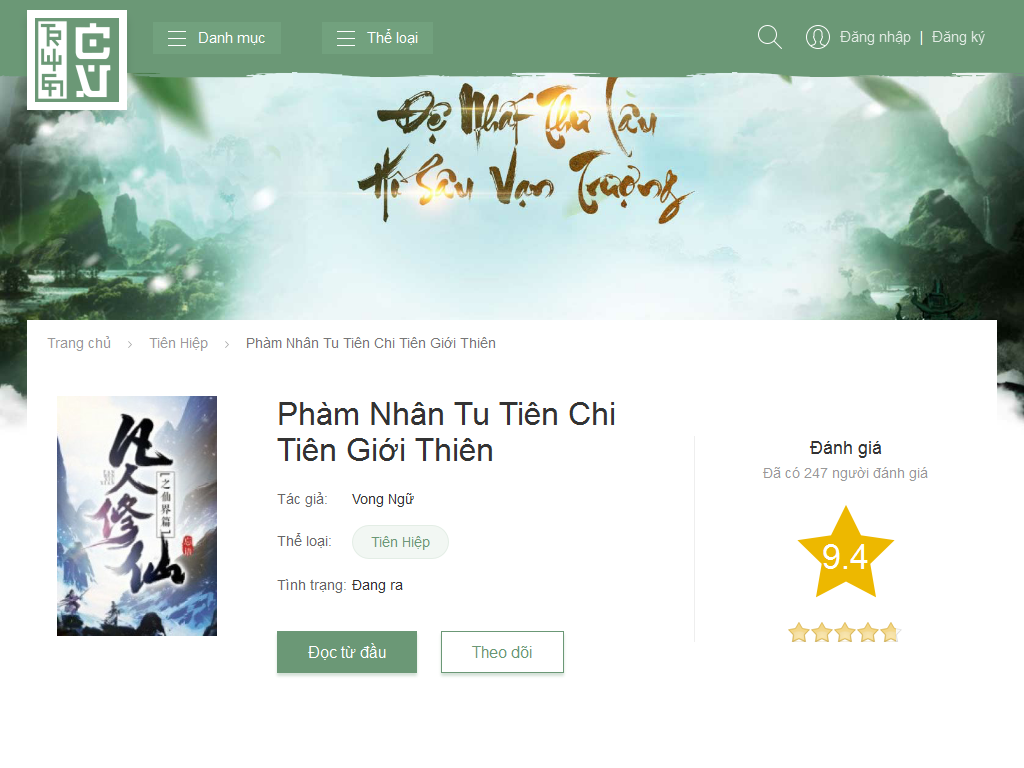 TRUYỆN
CV
Danh mục
Thể loại
Đăng nhập | Đăng ký
Đệ Nhất Thư Lâu
Hí Sâu Vạn Trượng
Trang chủ > Tiên Hiệp > Phàm Nhân Tu Tiên Chi Tiên Giới Thiên
凡人修仙
【之仙界篇】
Phàm Nhân Tu Tiên Chi
Tiên Giới Thiên
Tác giả: Vong Ngữ
Thể loại: Tiên Hiệp
Tình trạng: Đang ra
Đọc từ đầu
Theo dõi
Đánh giá
Đã có 247 người đánh giá
9.4